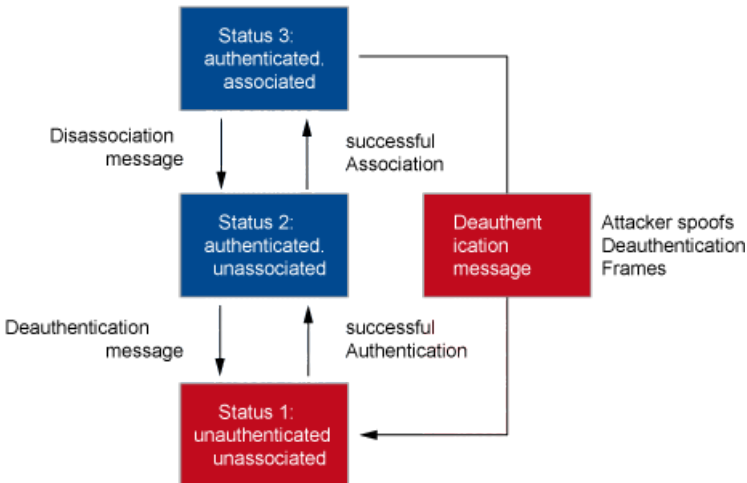 Status 3:
authenticated.
associated
Disassociation
message
successful
Association
Status 2:
authenticated.
unassociated
Deauthent
ication
message
Attacker spoofs
Deauthentication
Frames
Deauthentication
message
successful
Authentication
Status 1:
unauthenticated
unassociated